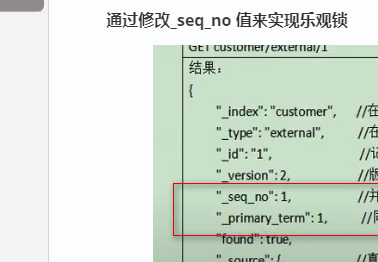 通过修改_seq_no 值来实现乐观锁
GET customer/external/1
结果：
{
"_index": "customer", //在
"_type": "external", //在
"_id": "1", //记
"_version": 2, //版
"_seq_no": 1, //并
"_primary_term": 1, //同
"found": true,
"_source": { //真